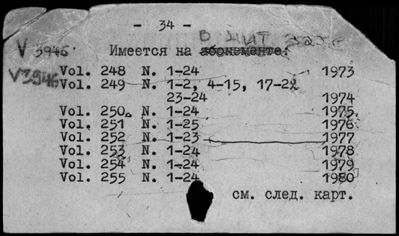 - 34 -
В чит. зале
V 3946 Имеется на абонементе.
V 3946
Vol. 248 N. 1-24 1973
Vol. 249 N. 1-2, 4-15, 17-22
23-24 1974
Vol. 250 N. 1-24 1975
Vol. 251 N. 1-25 1976
Vol. 252 N. 1-23 1977
Vol. 253 N. 1-24 1978
Vol. 254 N. 1-24 1979
Vol. 255 N. 1-24 1980
см. след. карт.